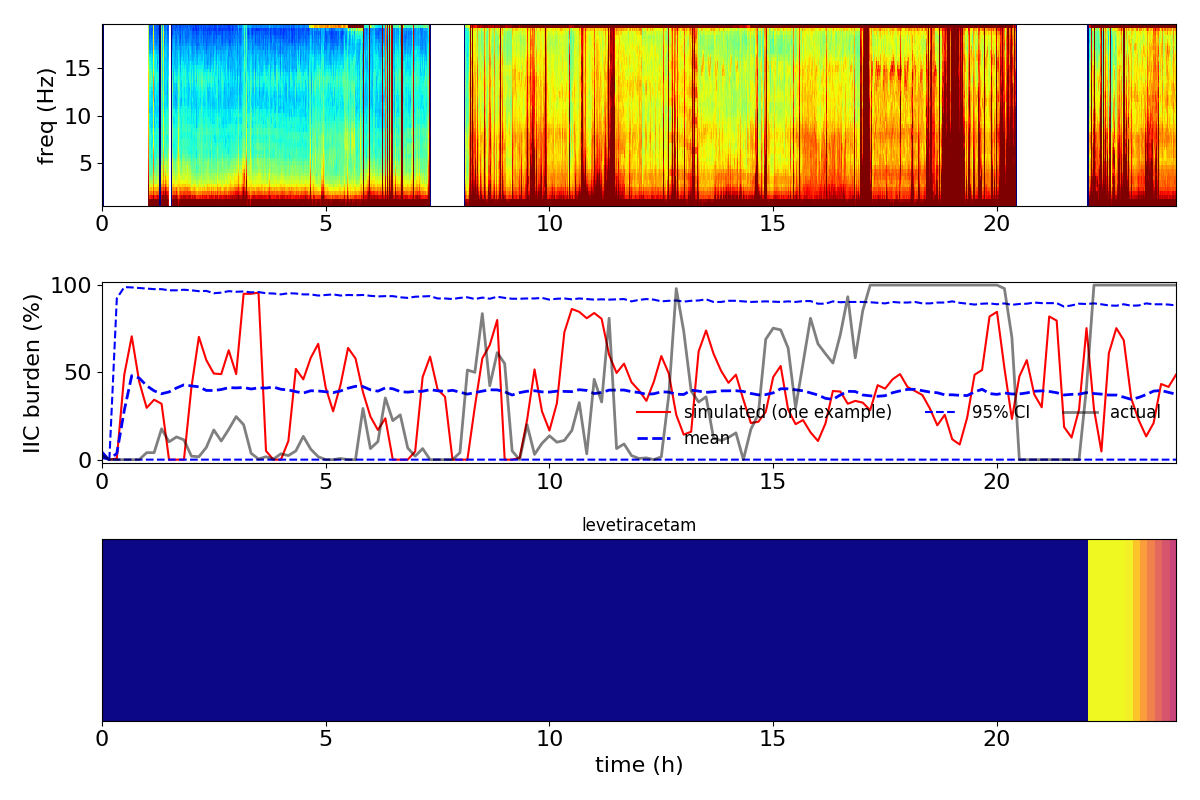 freq (Hz)
15
10
5
0 5 10 15 20
IIC burden (%)
100
50
0
simulated (one example) 95% CI actual
mean
0 5 10 15 20
levetiracetam
0 5 10 15 20
time (h)